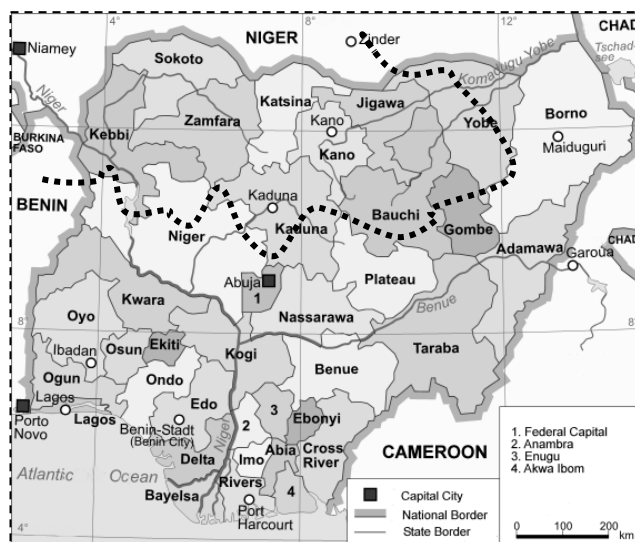 4°
8°
12°
CHAD
Niamey
NIGER
Zinder
Tschad-
see
Sokoto
Komadugu Yobe
Niger
Katsina
Jigawa
Zamfara
Kano
Yobe
Borno
Kebbi
Kano
Maiduguri
BURKINA
FASO
BENIN
Kaduna
Bauchi
Niger
Kaduna
Gombe
CHAD
Adamawa
Garoua
Abuja
1
Plateau
Kwara
Nassarawa
Benue
Oyo
8°
Ibadan
Osun
Ekiti
Kogi
Taraba
Ogun
Ondo
Benue
Lagos
Lagos
Edo
2
3
Ebonyi
Porto
Novo
Benin-Stadt
(Benin City)
Niger
Abia
Cross
River
CAMEROON
Imo
Delta
Atlantic Ocean
Bayelsa
Rivers
4
Port
Harcourt
4°
1. Federal Capital
2. Anambra
3. Enugu
4. Akwa Ibom
Capital City
National Border
State Border
0 100 200
km